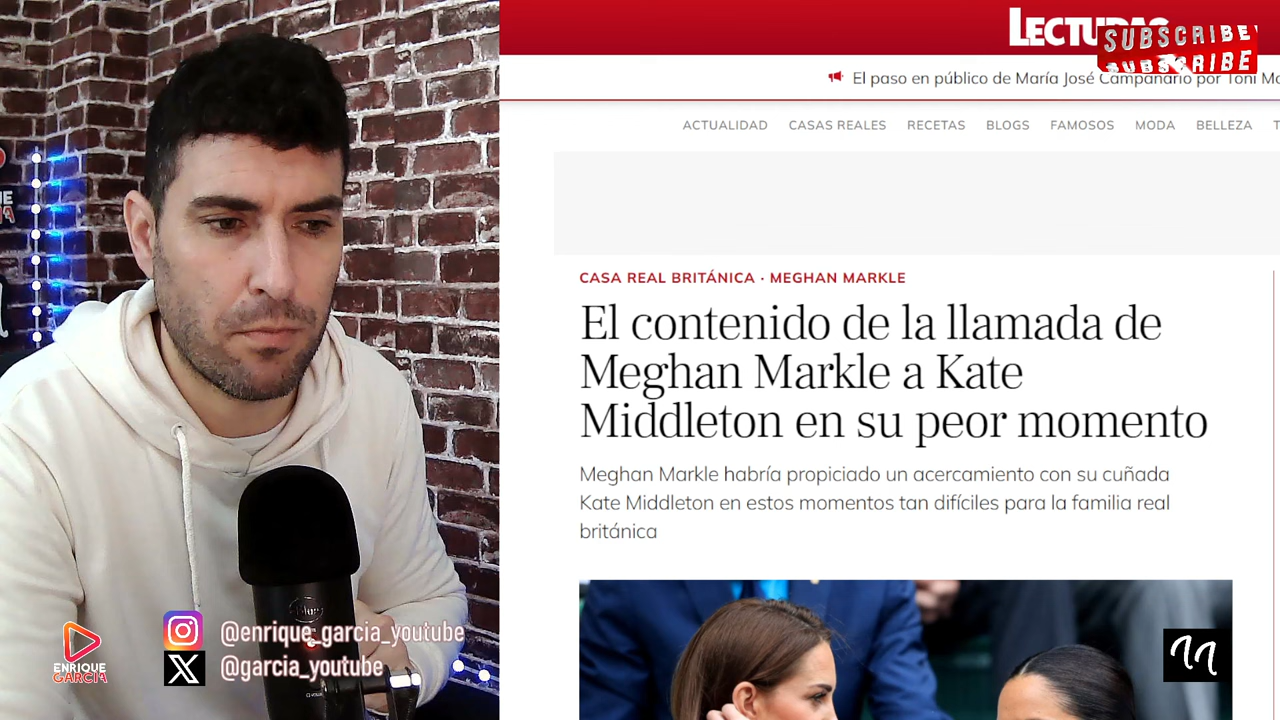 LECTURAS
SUBSCRIBE
SUBSCRIBE
El paso en público de María José Campanario por Toni Mo
ACTUALIDAD CASAS REALES RECETAS BLOGS FAMOSOS MODA BELLEZA T
CASA REAL BRITÁNICA · MEGHAN MARKLE
El contenido de la llamada de
Meghan Markle a Kate
Middleton en su peor momento
Meghan Markle habría propiciado un acercamiento con su cuñada
Kate Middleton en estos momentos tan difíciles para la familia real
británica
@enrique_garcia_youtube
@garcia_youtube
ENRIQUE
GARCIA